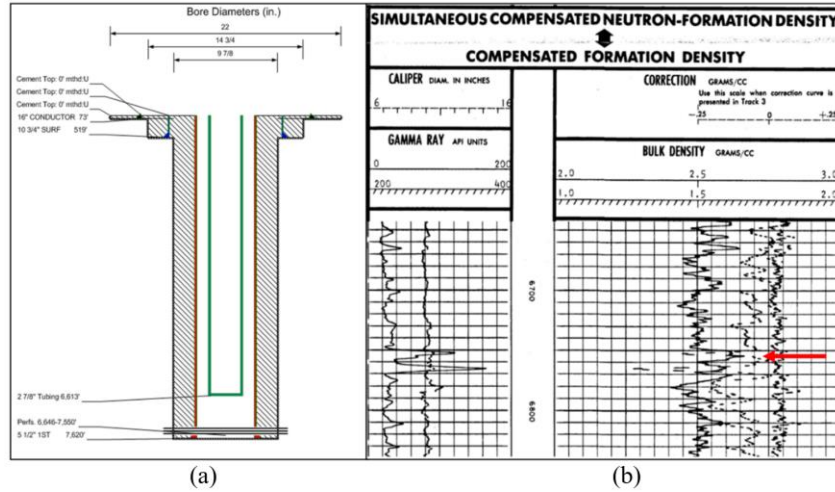 Bore Diameters (in.)
22
14 3/4
9 7/8
Cement Top: 0' mthd:U
Cement Top: 0' mthd:U
Cement Top: 0' mthd:U
16" CONDUCTOR 73'
10 3/4" SURF 519'
2 7/8" Tubing 6,613'
Perfs. 6,646-7,550'
5 1/2" 1ST 7,620'
(a)
SIMULTANEOUS COMPENSATED NEUTRON-FORMATION DENSITY
COMPENSATED FORMATION DENSITY
CALIPER DIAM. IN INCHES
6 16
GAMMA RAY API UNITS
0 200
200 400
CORRECTION GRAMS/CC
Use this scale when correction curve is
presented in Track 3
-.25 0 +.25
BULK DENSITY GRAMS/CC
2.0 2.5 3.0
1.0 1.5 2.0
6700
6800
(b)